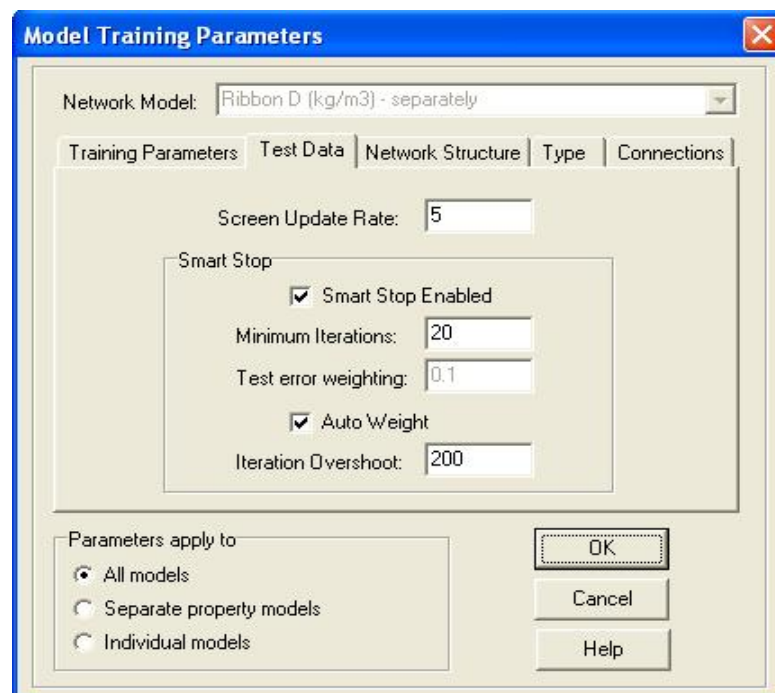 Model Training Parameters
Network Model: Ribbon D (kg/m3) - separately
Training Parameters Test Data Network Structure Type Connections
Screen Update Rate: 5
Smart Stop
Smart Stop Enabled
Minimum Iterations: 20
Test error weighting: 0.1
Auto Weight
Iteration Overshoot: 200
Parameters apply to
All models
Separate property models
Individual models
OK
Cancel
Help